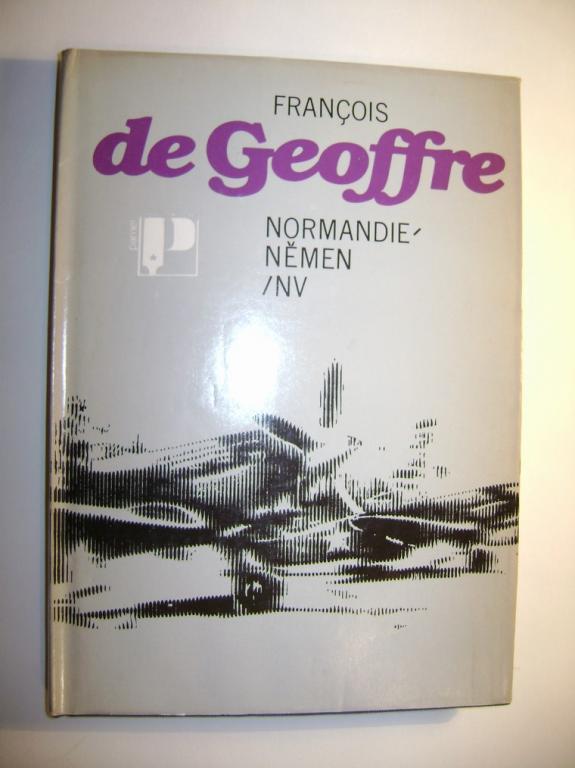 FRANÇOIS
de Geoffre
NORMANDIE/
NĚMEN
/NV
P